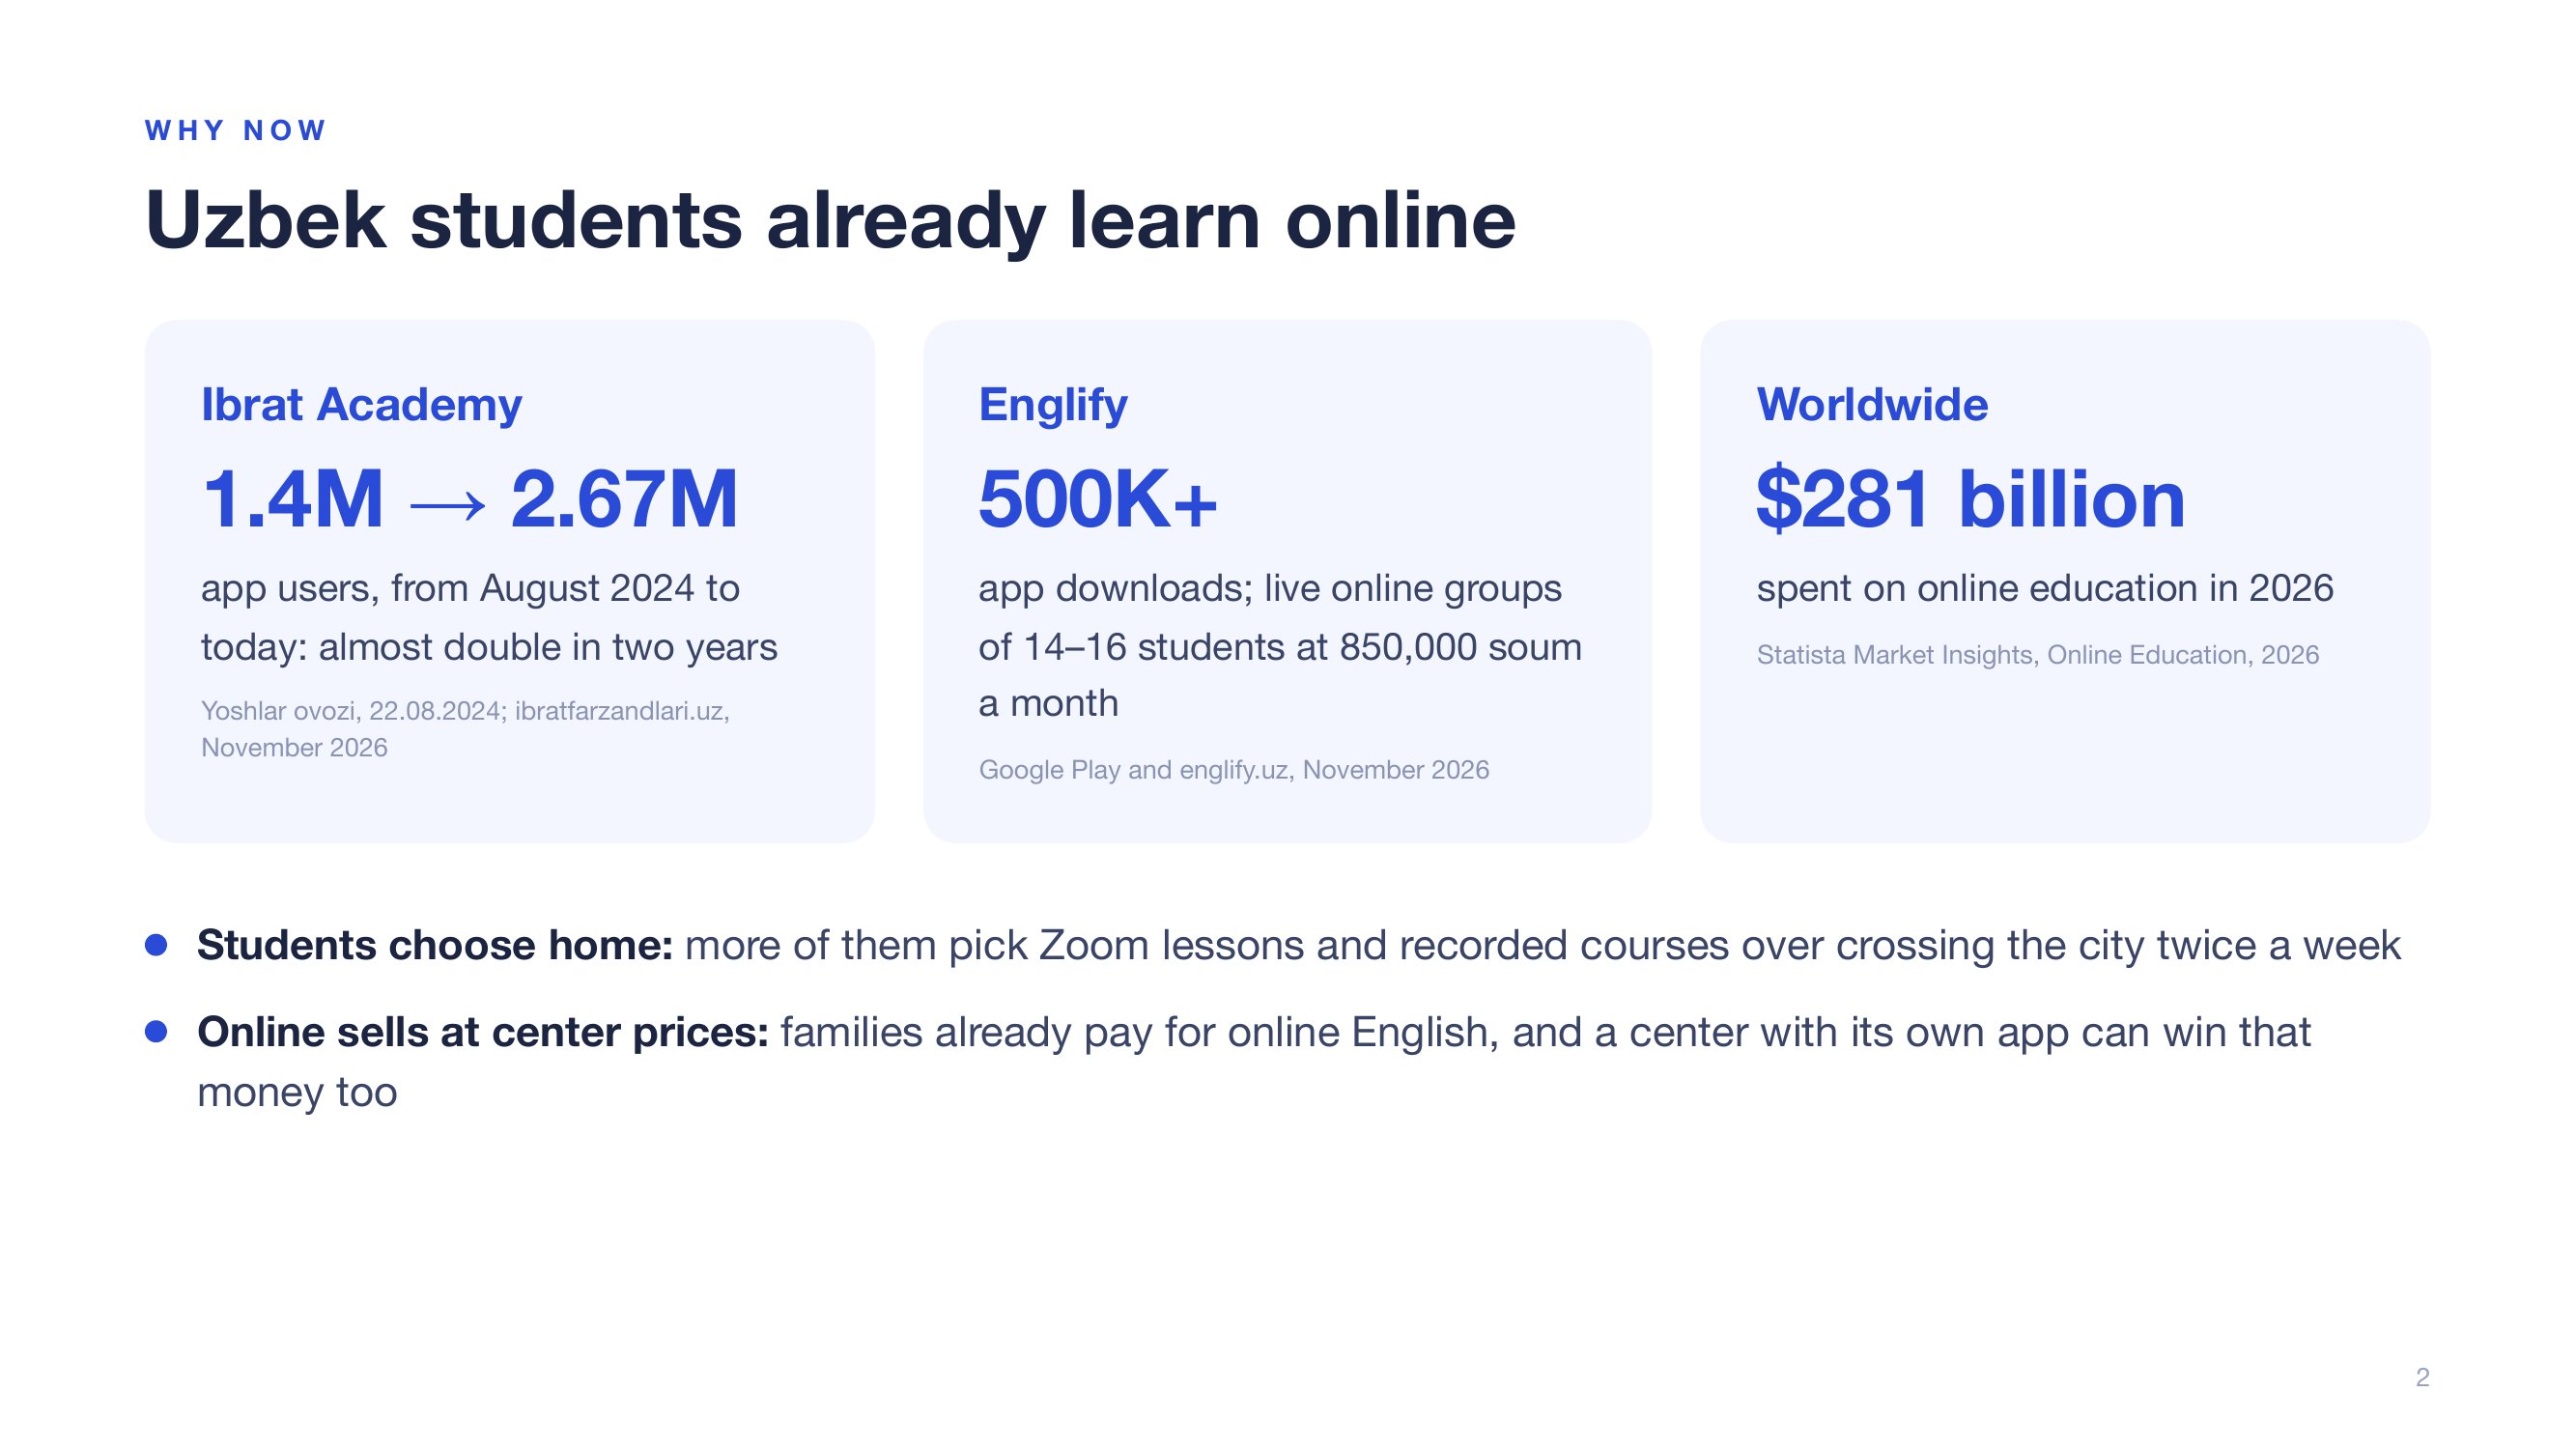 WHY NOW
Uzbek students already learn online
Ibrat Academy
1.4M → 2.67M
app users, from August 2024 to
today: almost double in two years
Yoshlar ovozi, 22.08.2024; ibratfarzandlari.uz,
November 2026
Englify
500K+
app downloads; live online groups
of 14–16 students at 850,000 soum
a month
Google Play and englify.uz, November 2026
Worldwide
$281 billion
spent on online education in 2026
Statista Market Insights, Online Education, 2026
Students choose home: more of them pick Zoom lessons and recorded courses over crossing the city twice a week
Online sells at center prices: families already pay for online English, and a center with its own app can win that
money too
2